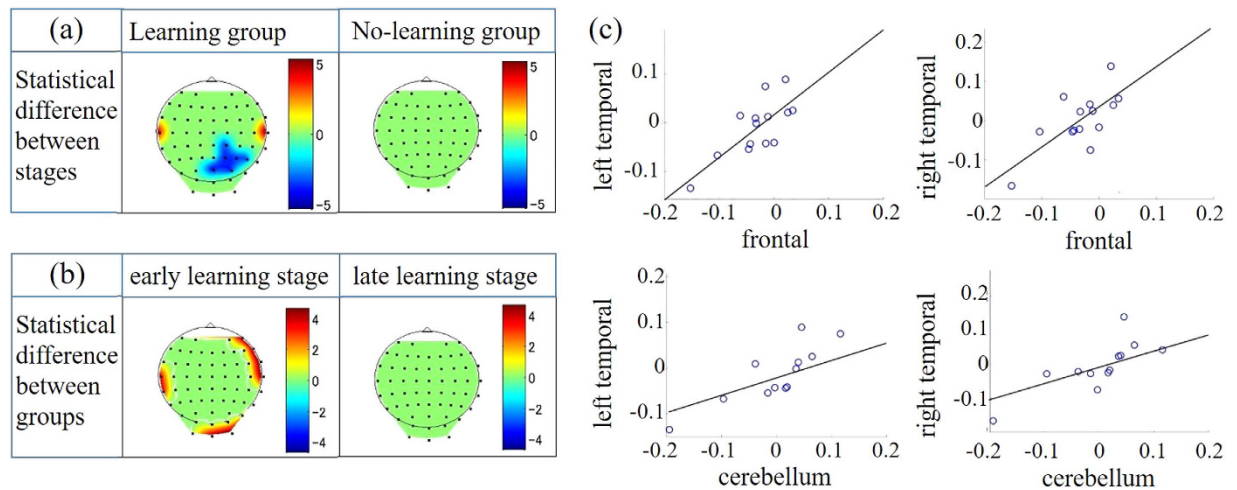 (a)
Learning group
No-learning group
Statistical
difference
between
stages
5
0
−5
5
0
−5
(b)
early learning stage
late learning stage
Statistical
difference
between
groups
4
2
0
−2
−4
4
2
0
−2
−4
(c)
left temporal
0.1
0
-0.1
-0.2 -0.1 0 0.1 0.2
frontal
right temporal
0.2
0.1
0
-0.1
-0.2 -0.1 0 0.1 0.2
frontal
left temporal
0.2
0.1
0
-0.1
-0.2 -0.1 0 0.1 0.2
cerebellum
right temporal
0.2
0.1
0
-0.1
-0.2 -0.1 0 0.1 0.2
cerebellum